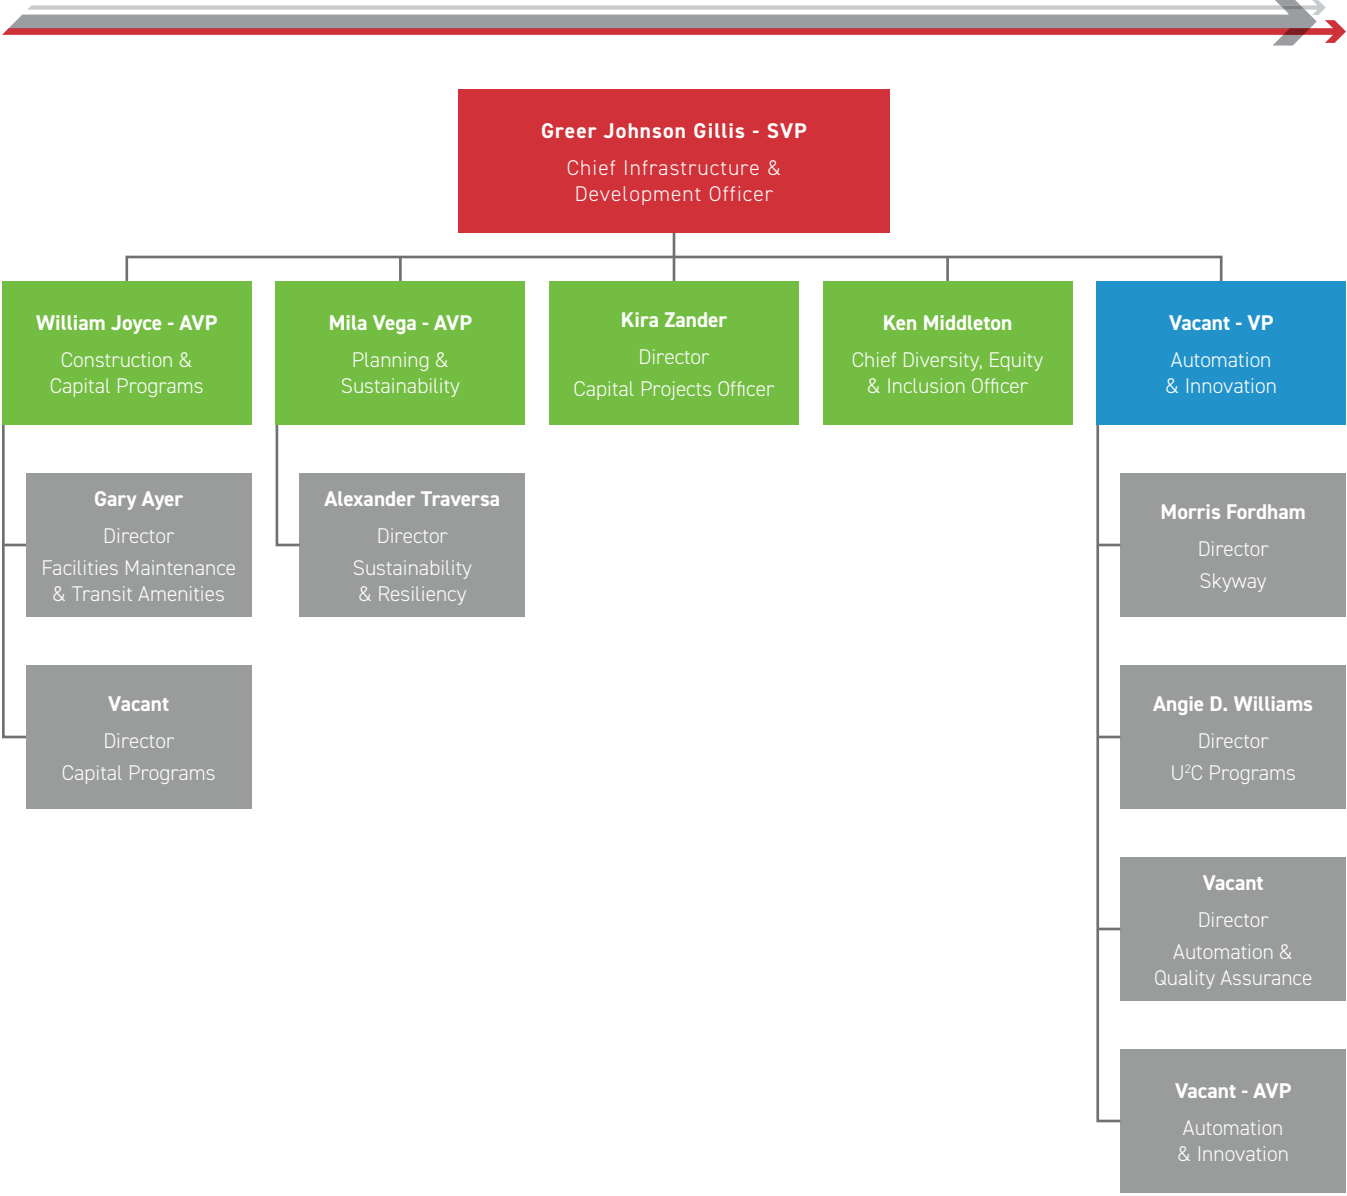 Greer Johnson Gillis - SVP
Chief Infrastructure &
Development Officer
William Joyce - AVP
Construction &
Capital Programs
Mila Vega - AVP
Planning &
Sustainability
Kira Zander
Director
Capital Projects Officer
Ken Middleton
Chief Diversity, Equity
& Inclusion Officer
Vacant - VP
Automation
& Innovation
Gary Ayer
Director
Facilities Maintenance
& Transit Amenities
Vacant
Director
Capital Programs
Alexander Traversa
Director
Sustainability
& Resiliency
Morris Fordham
Director
Skyway
Angie D. Williams
Director
U²C Programs
Vacant
Director
Automation &
Quality Assurance
Vacant - AVP
Automation
& Innovation